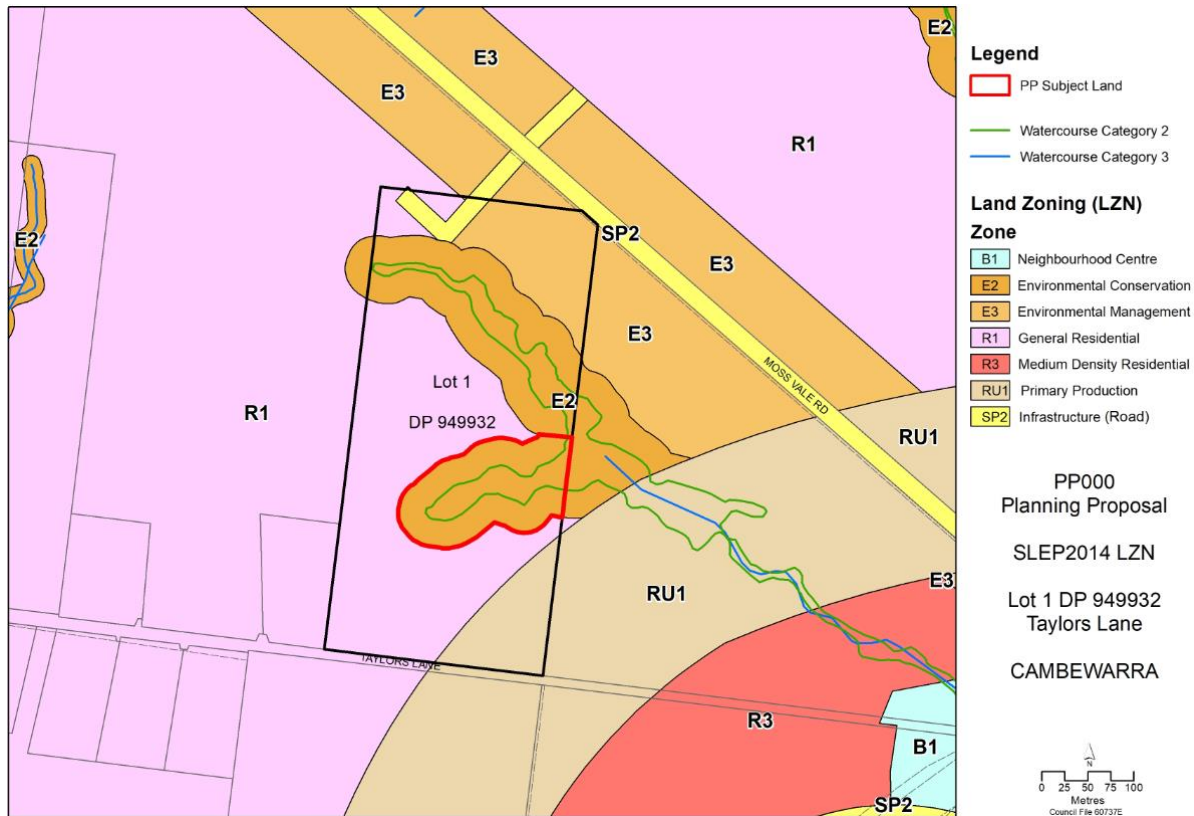 E3
E3
E2
R1
E2
SP2
E3
E3
MOSS VALE RD
Lot 1
E2
R1
DP 949932
RU1
RU1
E3
TAYLORS LANE
R3
B1
SP2
Legend
PP Subject Land
Watercourse Category 2
Watercourse Category 3
Land Zoning (LZN)
Zone
B1 Neighbourhood Centre
E2 Environmental Conservation
E3 Environmental Management
R1 General Residential
R3 Medium Density Residential
RU1 Primary Production
SP2 Infrastructure (Road)
PP000
Planning Proposal
SLEP2014 LZN
Lot 1 DP 949932
Taylors Lane
CAMBEWARRA
N
0 25 50 75 100
Metres
Council File 60737E